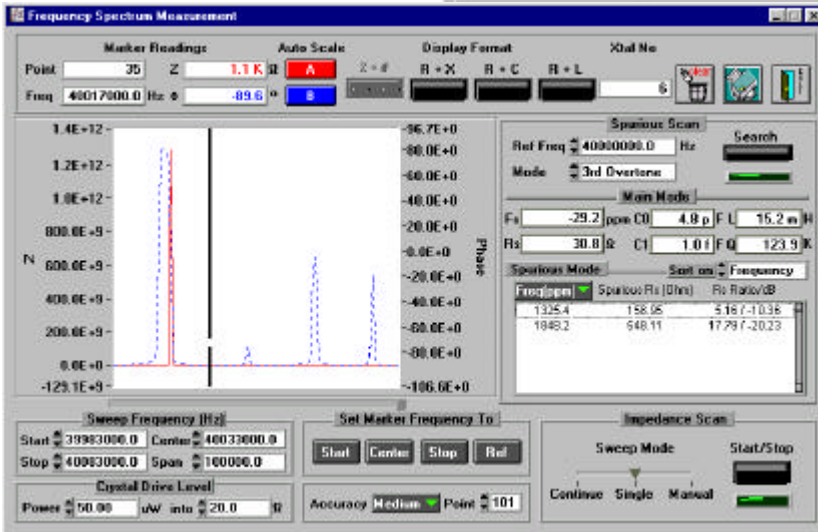 Frequency Spectrum Measurement
Marker Readings Auto Scale Display Format Xtal No
Point 35 Z 1.1 K Ω A Z - θ R + X R + C R + L 6
Freq 40017000.0 Hz Φ -89.6 ° B
1.4E+12
1.2E+12
1.0E+12
800.0E+9
600.0E+9
400.0E+9
200.0E+9
0.0E+0
-129.1E+9
Z
-80.0E+0
-60.0E+0
-40.0E+0
-20.0E+0
-0.0E+0
-20.0E+0
-40.0E+0
-60.0E+0
-80.0E+0
-106.6E+0
Phase
Spurious Scan
Ref Freq 40000000.0 Hz Search
Mode 3rd Overtone
Main Mode
Fs -29.2 ppm C0 4.8 p F L 15.2 m H
Rs 30.8 Ω C1 1.0 f F Q 123.9 K
Spurious Mode Sort on Frequency
Freq(ppm) Spurious Rs (Ohm) Rs Ratio/dB
1325.4 158.95 5.16 / -10.36
1848.2 548.11 17.79 / -20.23
Sweep Frequency (Hz)
Start 39983000.0 Center 40033000.0
Stop 40083000.0 Span 100000.0
Crystal Drive Level
Power 50.00 uW into 20.0 Ω
Set Marker Frequency To
Start Center Stop Ref
Accuracy Medium Point 101
Impedance Scan
Sweep Mode Start/Stop
Continue Single Manual